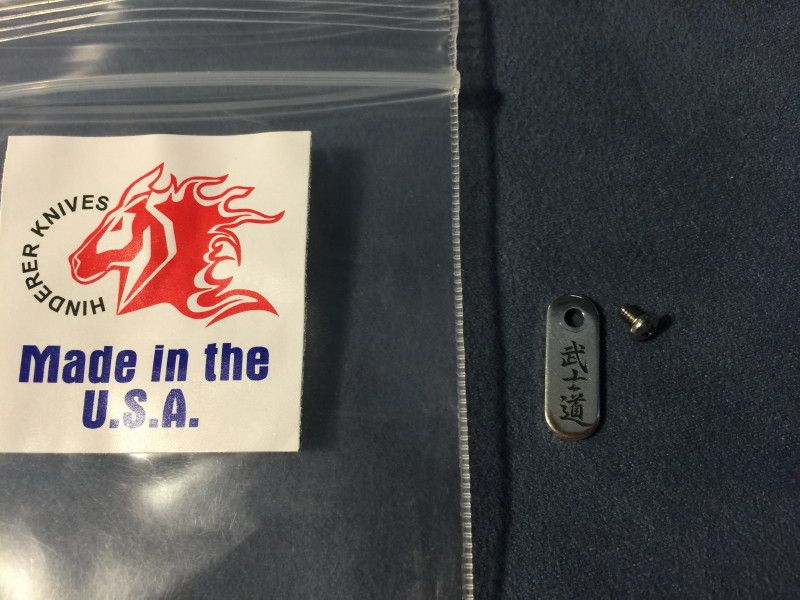 HINDERER KNIVES
Made in the
U.S.A.
武士道